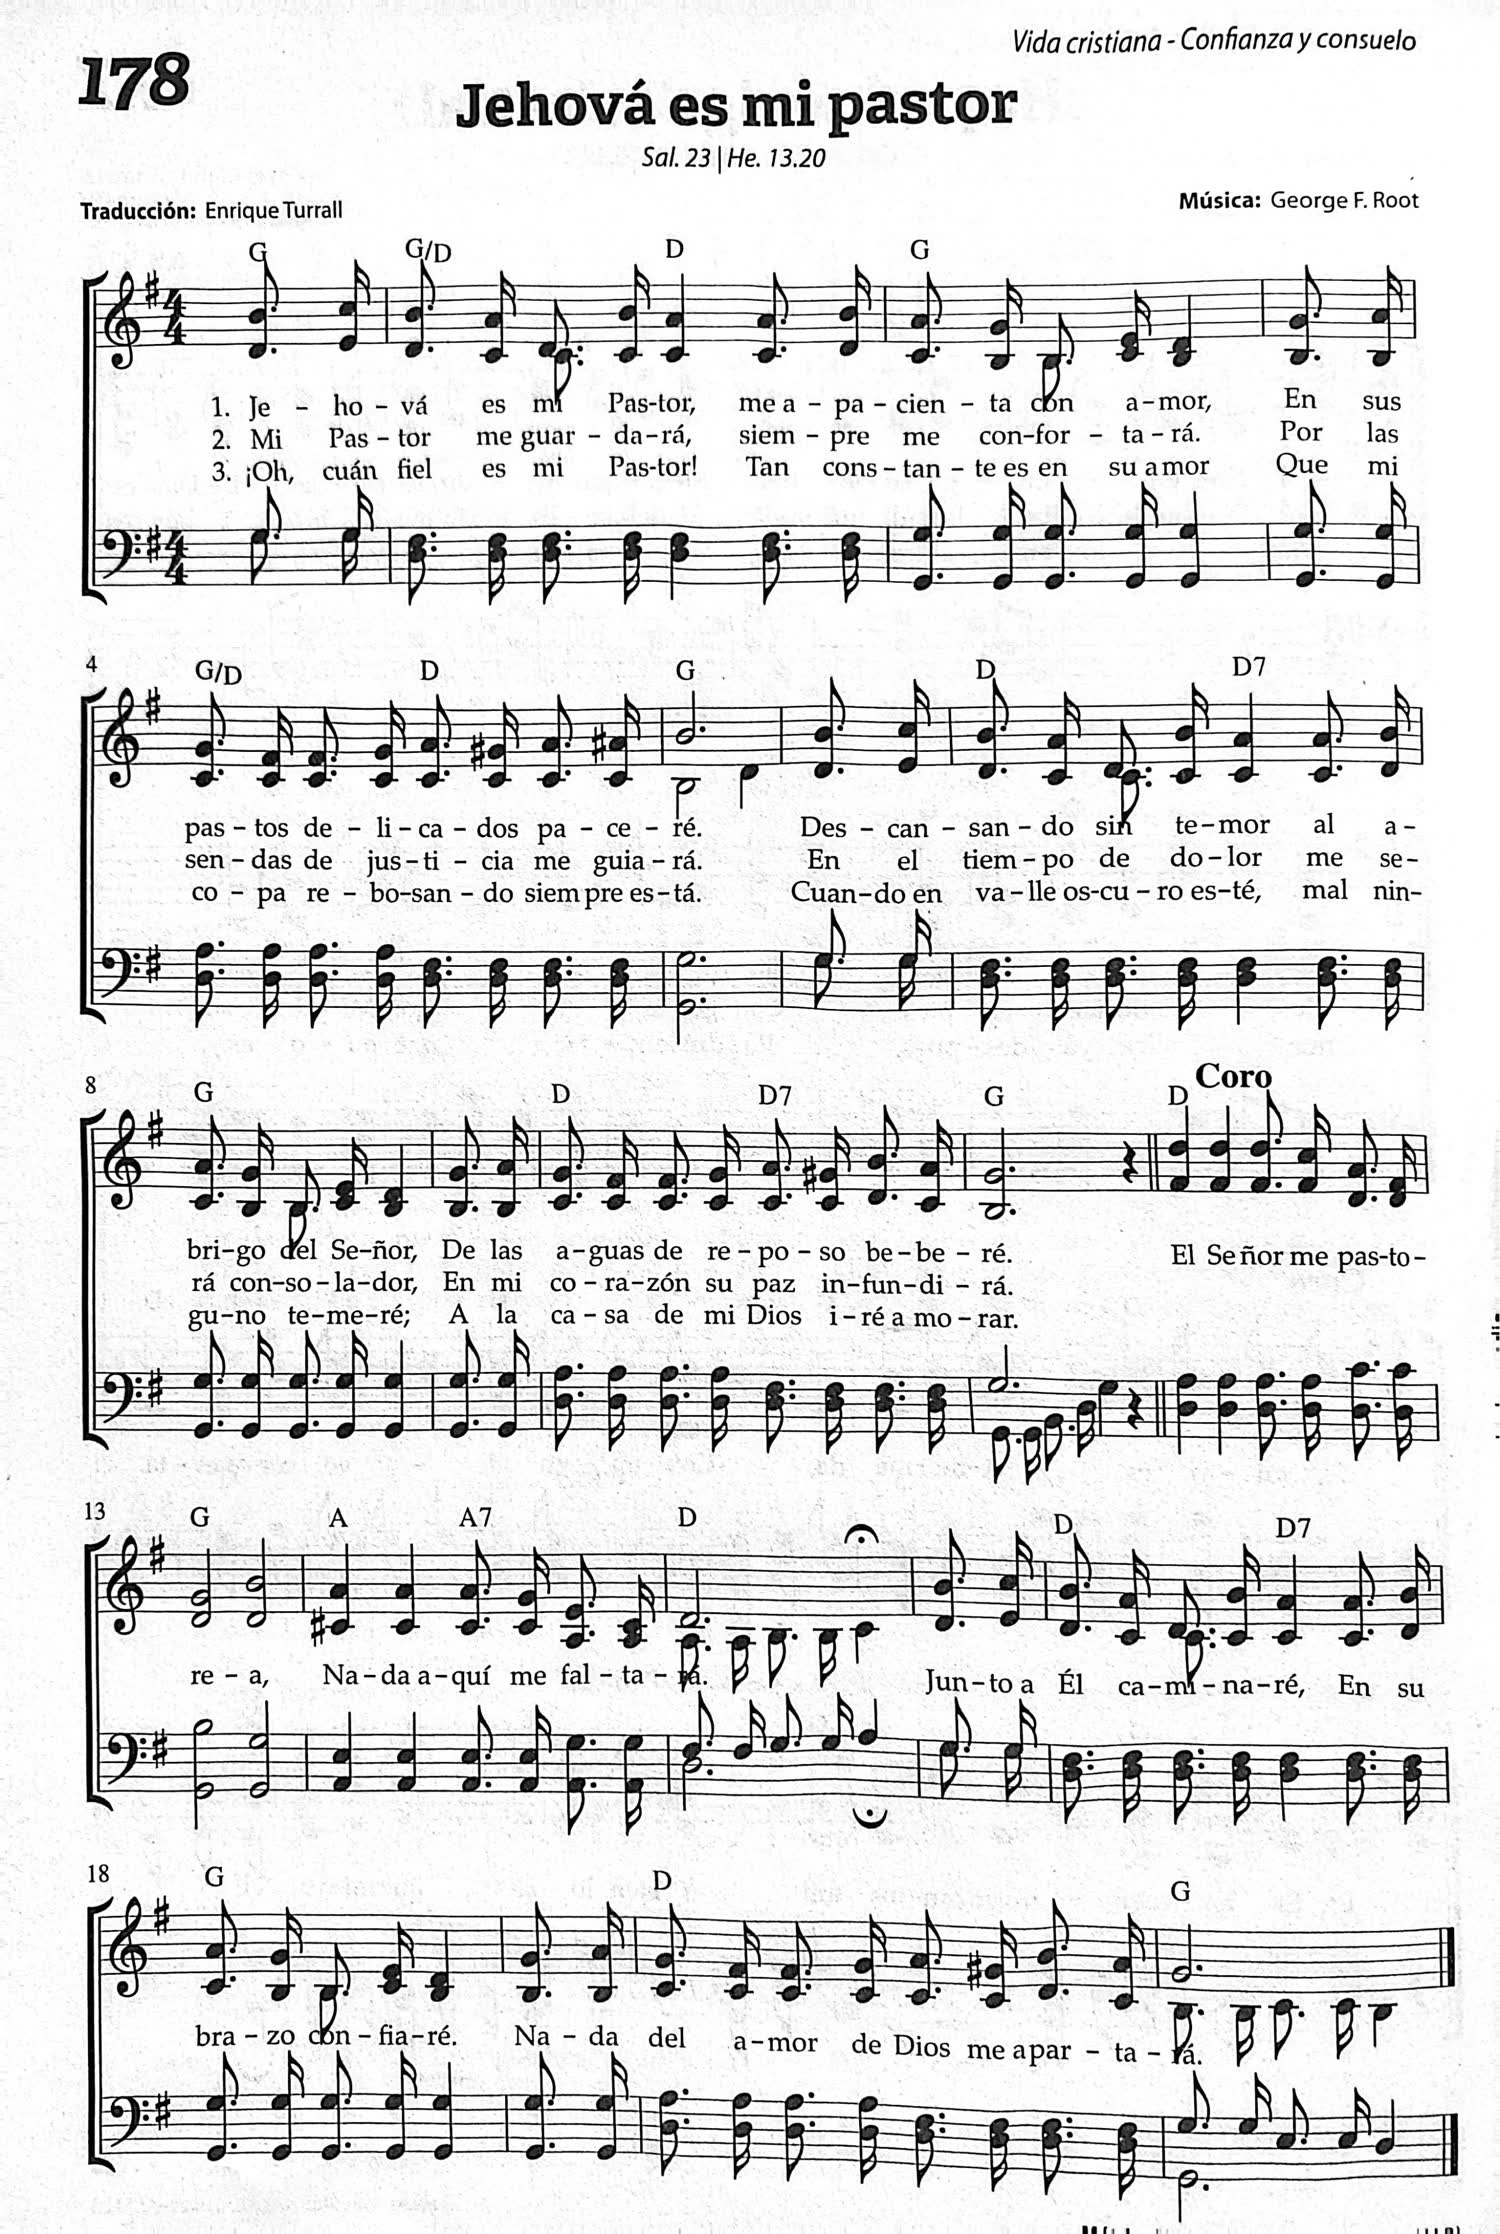 Vida cristiana - Confianza y consuelo
178
Jehová es mi pastor
Sal. 23 | He. 13.20
Traducción: Enrique Turrall
Música: George F. Root
G G/D D G
4
4
1. Je – ho – vá es mi Pas-tor, me a – pa – cien – ta con a–mor, En sus
2. Mi Pas – tor me guar – da–rá, siem – pre me con–for – ta – rá. Por las
3. ¡Oh, cuán fiel es mi Pas-tor! Tan cons – tan – te es en su amor Que mi
4
4
4
G/D D G D D7
pas – tos de – li – ca – dos pa – ce – ré. Des – can – san – do sin te – mor al a –
sen – das de jus – ti – cia me guia – rá. En el tiem – po de do – lor me se –
co – pa re – bo–san – do siem pre es – tá. Cuan – do en va – lle os–cu – ro es – té, mal nin–
8
Coro
G D D7 G D
bri–go del Se–ñor, De las a–guas de re – po – so be – be – ré. El Se ñor me pas–to–
rá con–so – la–dor, En mi co – ra – zón su paz in–fun–di – rá.
gu–no te–me–ré; A la ca – sa de mi Dios i – ré a mo – rar.
13
G A A7 D D D7
re – a, Na – da a–quí me fal – ta – rá. Jun – to a Él ca – mi – na – ré, En su
18
G D G
bra – zo con – fia – ré. Na – da del a – mor de Dios me apar – ta – rá.